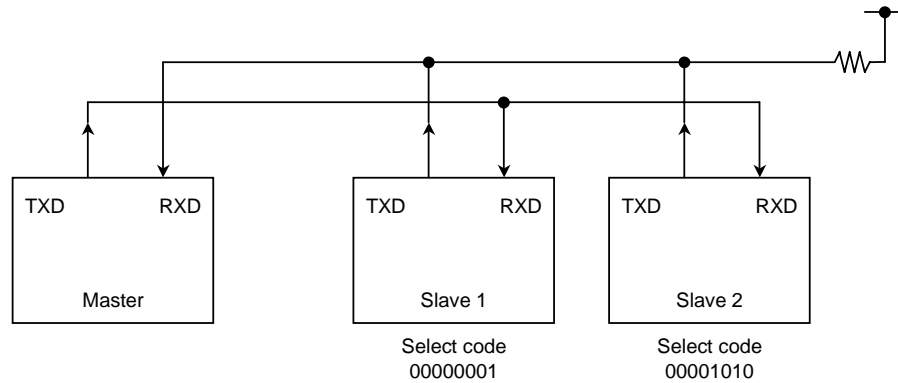 TXD RXD TXD RXD TXD RXD
Master Slave 1 Slave 2
Select code Select code
00000001 00001010